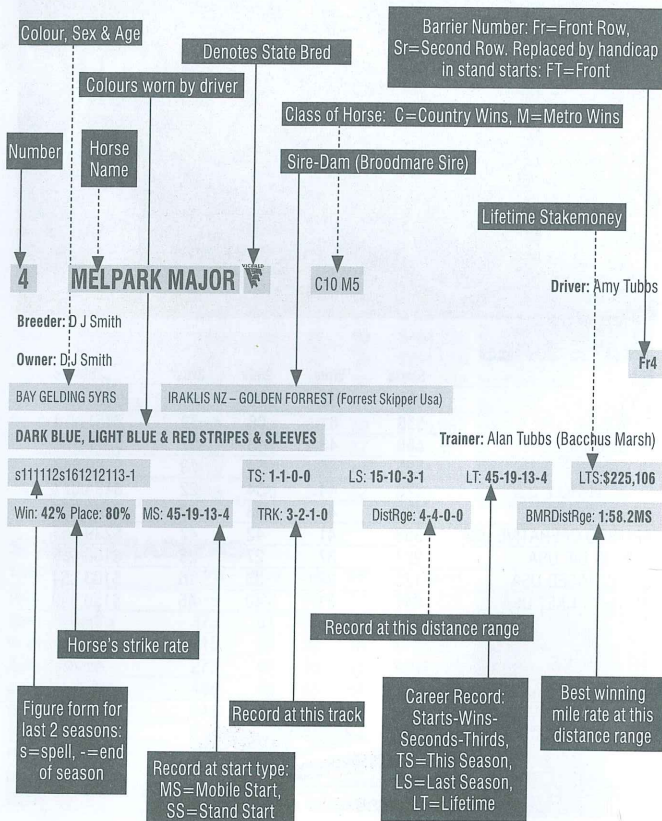 Colour, Sex & Age
Denotes State Bred
Barrier Number: Fr=Front Row,
Sr=Second Row. Replaced by handicap
in stand starts: FT=Front
Colours worn by driver
Class of Horse: C=Country Wins, M=Metro Wins
Number
Horse
Name
Sire-Dam (Broodmare Sire)
Lifetime Stakemoney
4 MELPARK MAJOR VICBRED C10 M5 Driver: Amy Tubbs
Breeder: D J Smith
Owner: D J Smith
Fr4
BAY GELDING 5YRS IRAKLIS NZ – GOLDEN FORREST (Forrest Skipper Usa)
DARK BLUE, LIGHT BLUE & RED STRIPES & SLEEVES Trainer: Alan Tubbs (Bacchus Marsh)
s111112s161212113-1 TS: 1-1-0-0 LS: 15-10-3-1 LT: 45-19-13-4 LTS:$225,106
Win: 42% Place: 80% MS: 45-19-13-4 TRK: 3-2-1-0 DistRge: 4-4-0-0 BMRDistRge: 1:58.2MS
Record at this distance range
Horse's strike rate
Figure form for
last 2 seasons:
s=spell, -=end
of season
Record at start type:
MS=Mobile Start,
SS=Stand Start
Record at this track
Career Record:
Starts-Wins-
Seconds-Thirds,
TS=This Season,
LS=Last Season,
LT=Lifetime
Best winning
mile rate at this
distance range